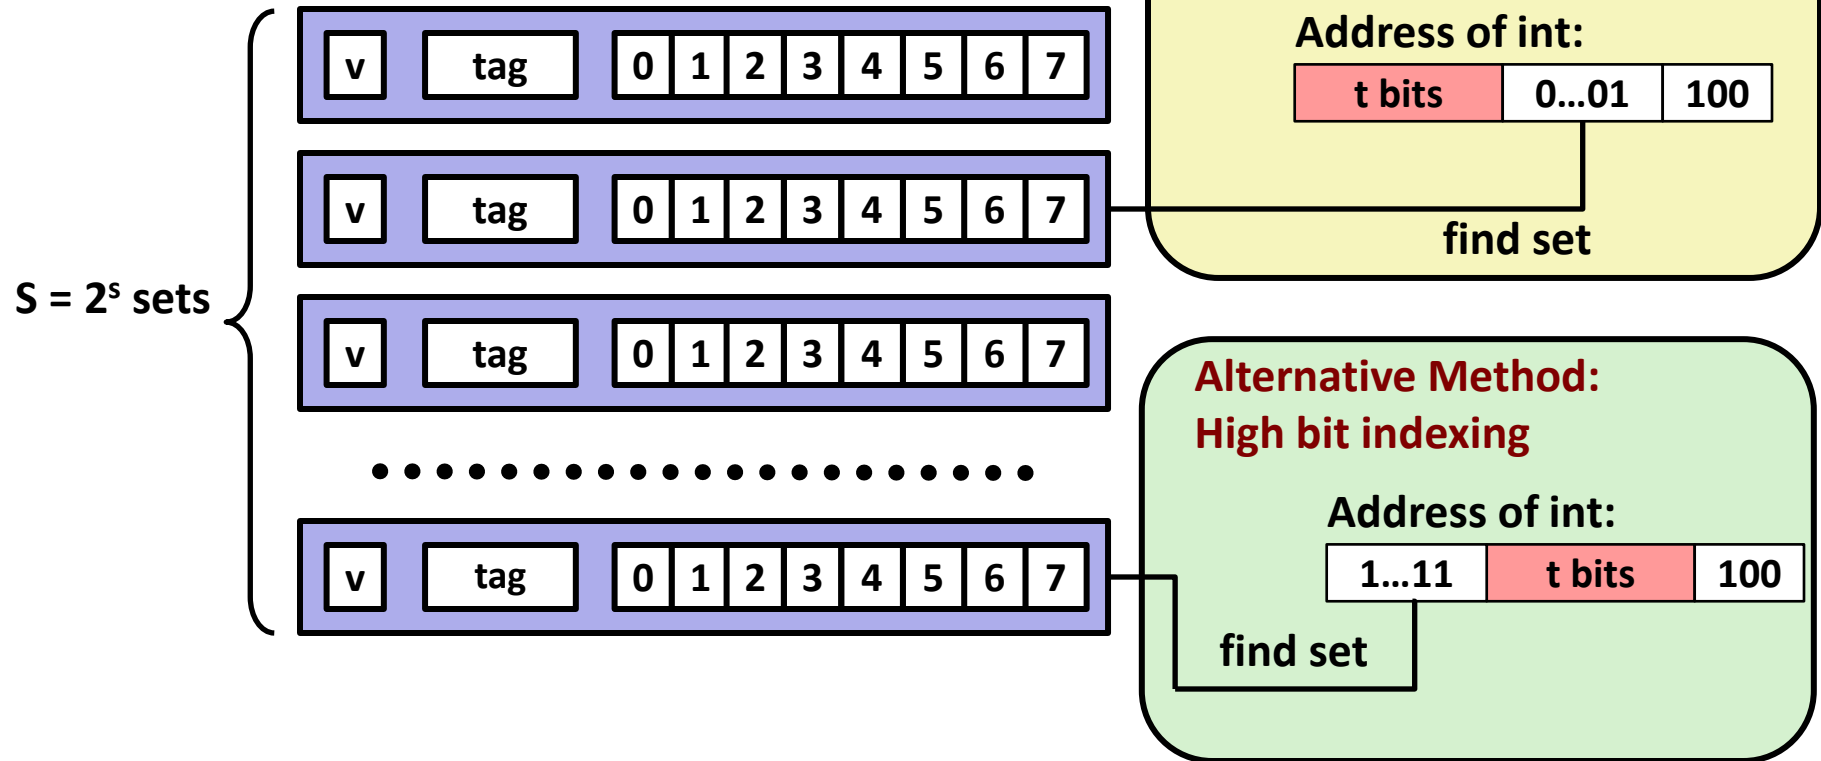 v tag 0 1 2 3 4 5 6 7
v tag 0 1 2 3 4 5 6 7
S = 2ˢ sets
v tag 0 1 2 3 4 5 6 7
v tag 0 1 2 3 4 5 6 7
Address of int:
t bits 0…01 100
find set
Alternative Method:
High bit indexing
Address of int:
1…11 t bits 100
find set